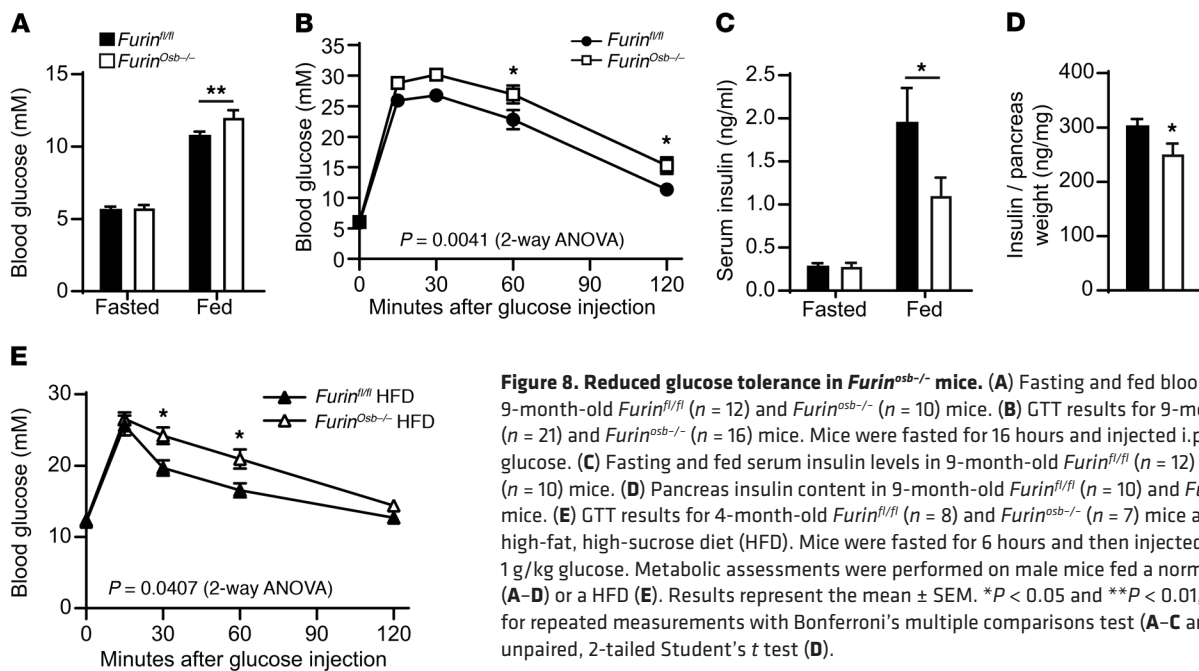 A
Furin^fl/fl
Furin^Osb–/–
Blood glucose (mM)
15
10
5
0
**
Fasted
Fed
B
Furin^fl/fl
Furin^Osb–/–
Blood glucose (mM)
35
30
25
20
15
10
5
0
*
*
P = 0.0041 (2-way ANOVA)
0
30
60
90
120
Minutes after glucose injection
C
Serum insulin (ng/ml)
2.5
2.0
1.5
1.0
0.5
0.0
*
Fasted
Fed
D
Insulin / pancreas
weight (ng/mg)
400
300
200
100
0
*
E
Furin^fl/fl HFD
Furin^Osb–/– HFD
Blood glucose (mM)
30
20
10
0
*
*
P = 0.0407 (2-way ANOVA)
0
30
60
90
120
Minutes after glucose injection
Figure 8. Reduced glucose tolerance in Furin^osb–/– mice. (A) Fasting and fed bloo
9-month-old Furin^fl/fl (n = 12) and Furin^osb–/– (n = 10) mice. (B) GTT results for 9-mo
(n = 21) and Furin^osb–/– (n = 16) mice. Mice were fasted for 16 hours and injected i.p
glucose. (C) Fasting and fed serum insulin levels in 9-month-old Furin^fl/fl (n = 12)
(n = 10) mice. (D) Pancreas insulin content in 9-month-old Furin^fl/fl (n = 10) and Fu
mice. (E) GTT results for 4-month-old Furin^fl/fl (n = 8) and Furin^osb–/– (n = 7) mice a
high-fat, high-sucrose diet (HFD). Mice were fasted for 6 hours and then injected
1 g/kg glucose. Metabolic assessments were performed on male mice fed a norm
(A–D) or a HFD (E). Results represent the mean ± SEM. *P < 0.05 and **P < 0.01,
for repeated measurements with Bonferroni's multiple comparisons test (A–C an
unpaired, 2-tailed Student's t test (D).